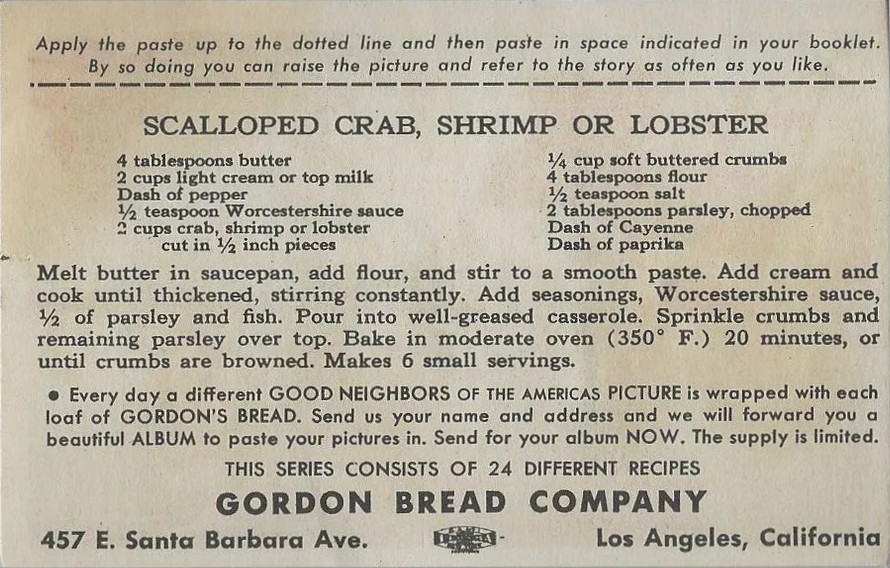 Apply the paste up to the dotted line and then paste in space indicated in your booklet.
By so doing you can raise the picture and refer to the story as often as you like.
SCALLOPED CRAB, SHRIMP OR LOBSTER
4 tablespoons butter
2 cups light cream or top milk
Dash of pepper
½ teaspoon Worcestershire sauce
2 cups crab, shrimp or lobster
cut in ½ inch pieces
¼ cup soft buttered crumbs
4 tablespoons flour
½ teaspoon salt
2 tablespoons parsley, chopped
Dash of Cayenne
Dash of paprika
Melt butter in saucepan, add flour, and stir to a smooth paste. Add cream and
cook until thickened, stirring constantly. Add seasonings, Worcestershire sauce,
½ of parsley and fish. Pour into well-greased casserole. Sprinkle crumbs and
remaining parsley over top. Bake in moderate oven (350° F.) 20 minutes, or
until crumbs are browned. Makes 6 small servings.
• Every day a different GOOD NEIGHBORS OF THE AMERICAS PICTURE is wrapped with each
loaf of GORDON'S BREAD. Send us your name and address and we will forward you a
beautiful ALBUM to paste your pictures in. Send for your album NOW. The supply is limited.
THIS SERIES CONSISTS OF 24 DIFFERENT RECIPES
GORDON BREAD COMPANY
457 E. Santa Barbara Ave.
Los Angeles, California